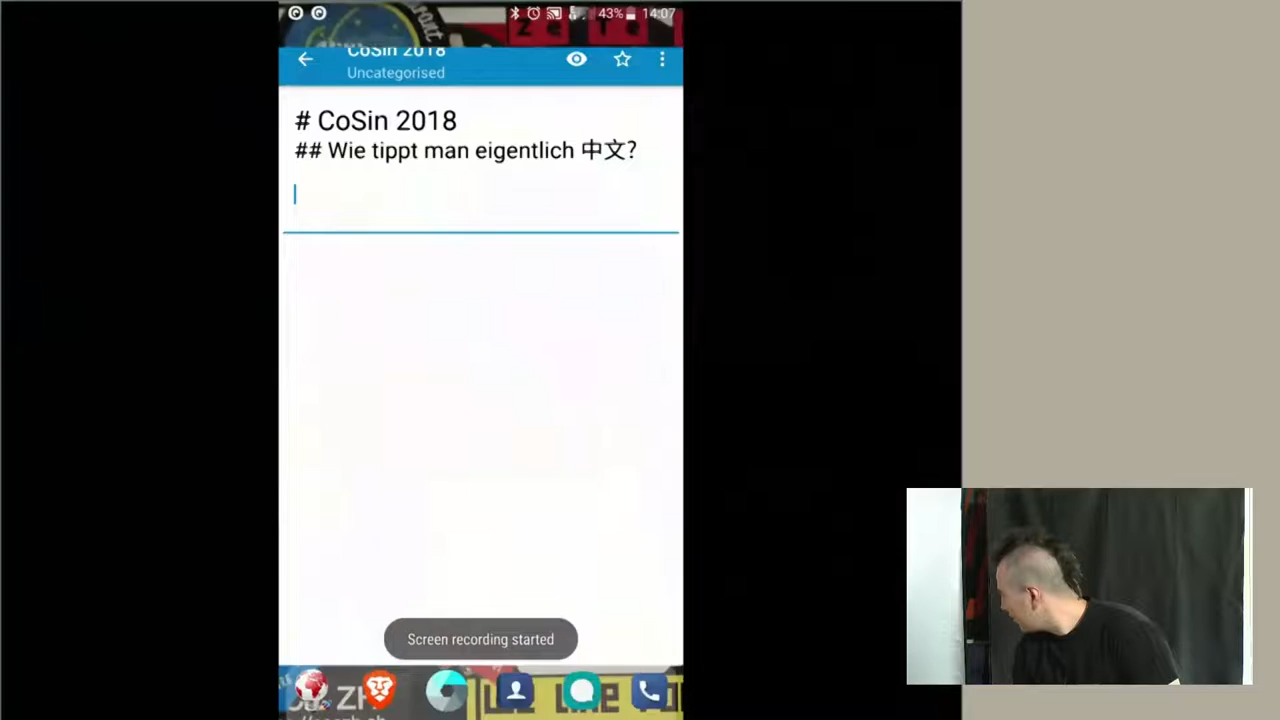 43% 14:07
CoSin 2018
Uncategorised
# CoSin 2018
## Wie tippt man eigentlich 中文?
Screen recording started